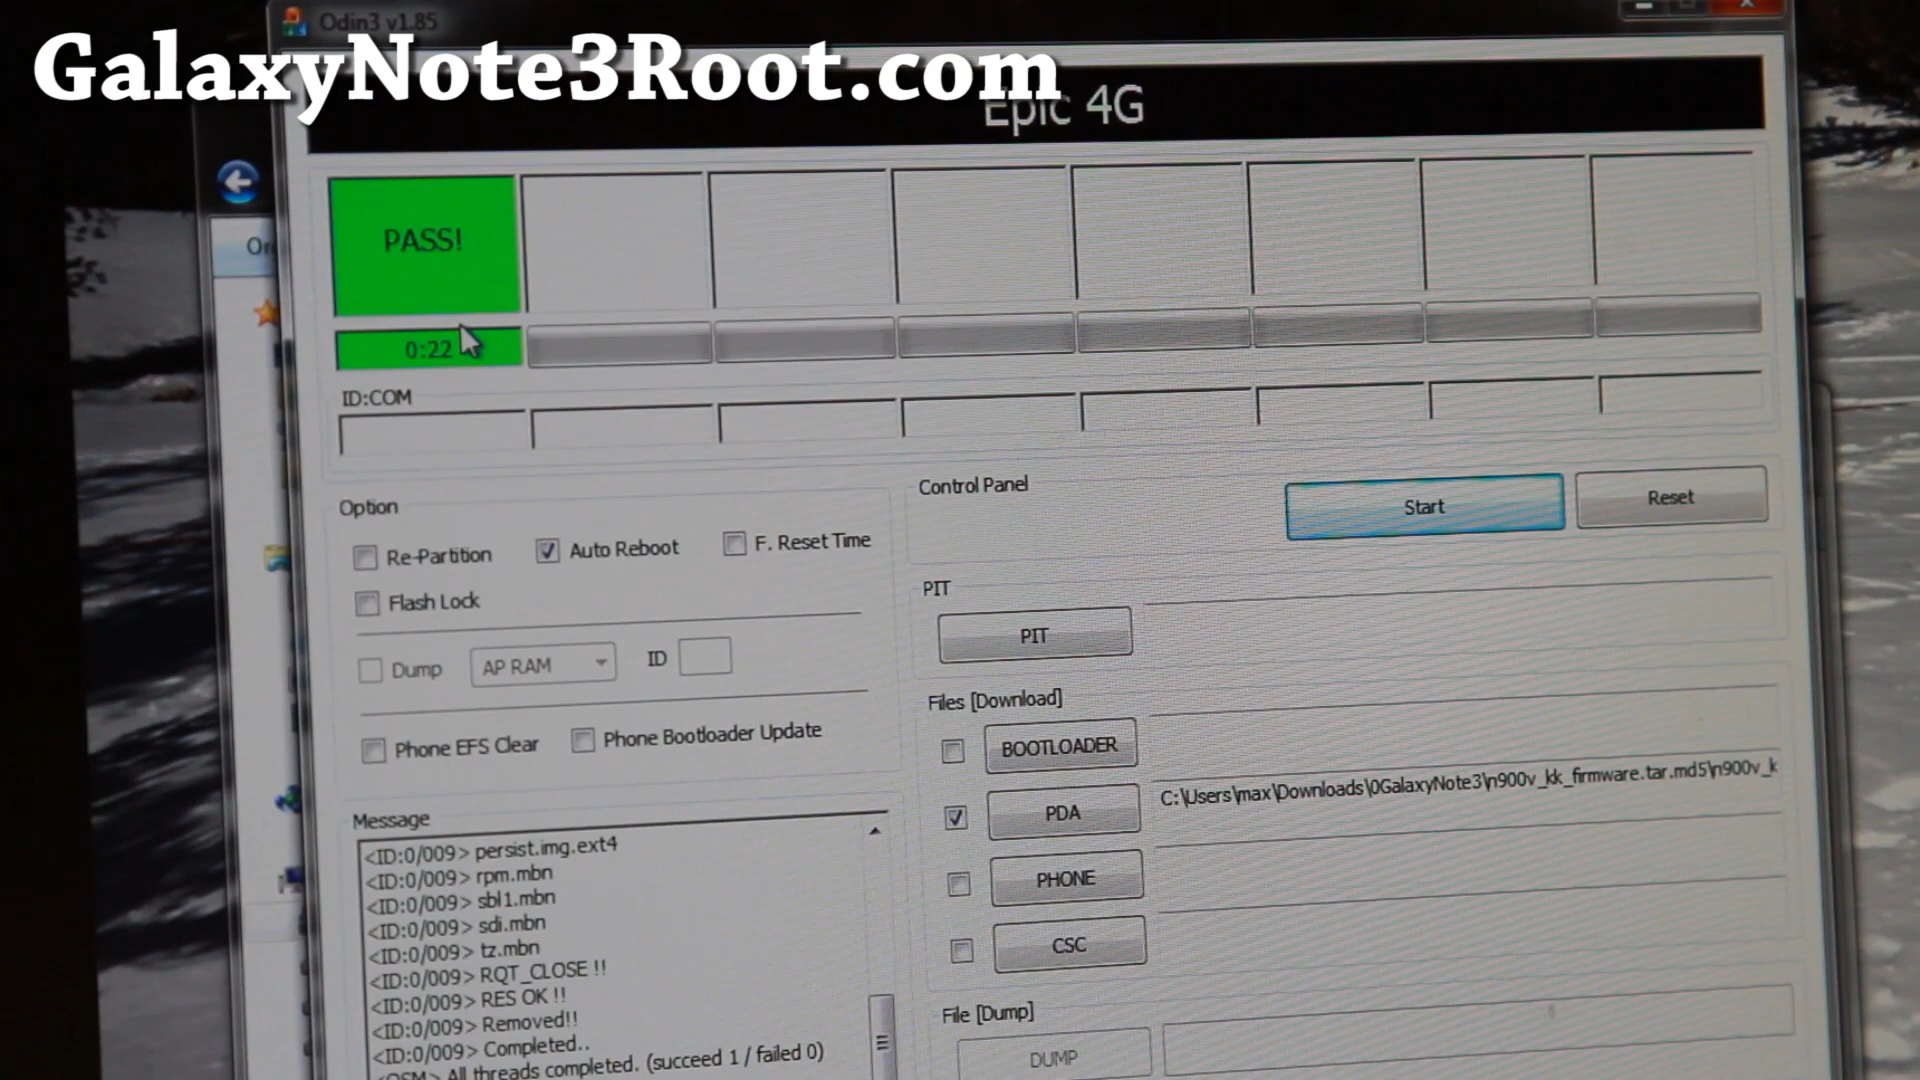 Odin3 v1.85
GalaxyNote3Root.com
Epic 4G
PASS!
0:22
ID:COM
Option
Re-Partition
Auto Reboot
F. Reset Time
Flash Lock
Dump
AP RAM
ID
Phone EFS Clear
Phone Bootloader Update
Message
<ID:0/009> persist.img.ext4
<ID:0/009> rpm.mbn
<ID:0/009> sbl1.mbn
<ID:0/009> sdi.mbn
<ID:0/009> tz.mbn
<ID:0/009> RQT_CLOSE !!
<ID:0/009> RES OK !!
<ID:0/009> Removed!!
<ID:0/009> Completed..
<OSM> All threads completed. (succeed 1 / failed 0)
Control Panel
Start
Reset
PIT
PIT
Files [Download]
BOOTLOADER
PDA
C:\Users\max\Downloads\0GalaxyNote3\n900v_kk_firmware.tar.md5\n900v_k
PHONE
CSC
File [Dump]
DUMP